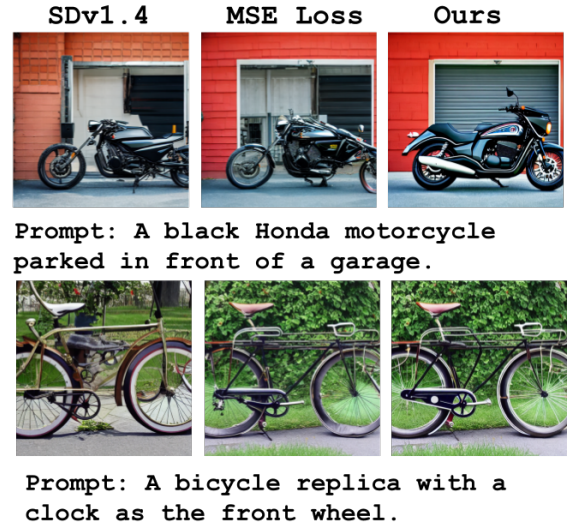 SDv1.4 MSE Loss Ours
Prompt: A black Honda motorcycle
parked in front of a garage.
Prompt: A bicycle replica with a
clock as the front wheel.